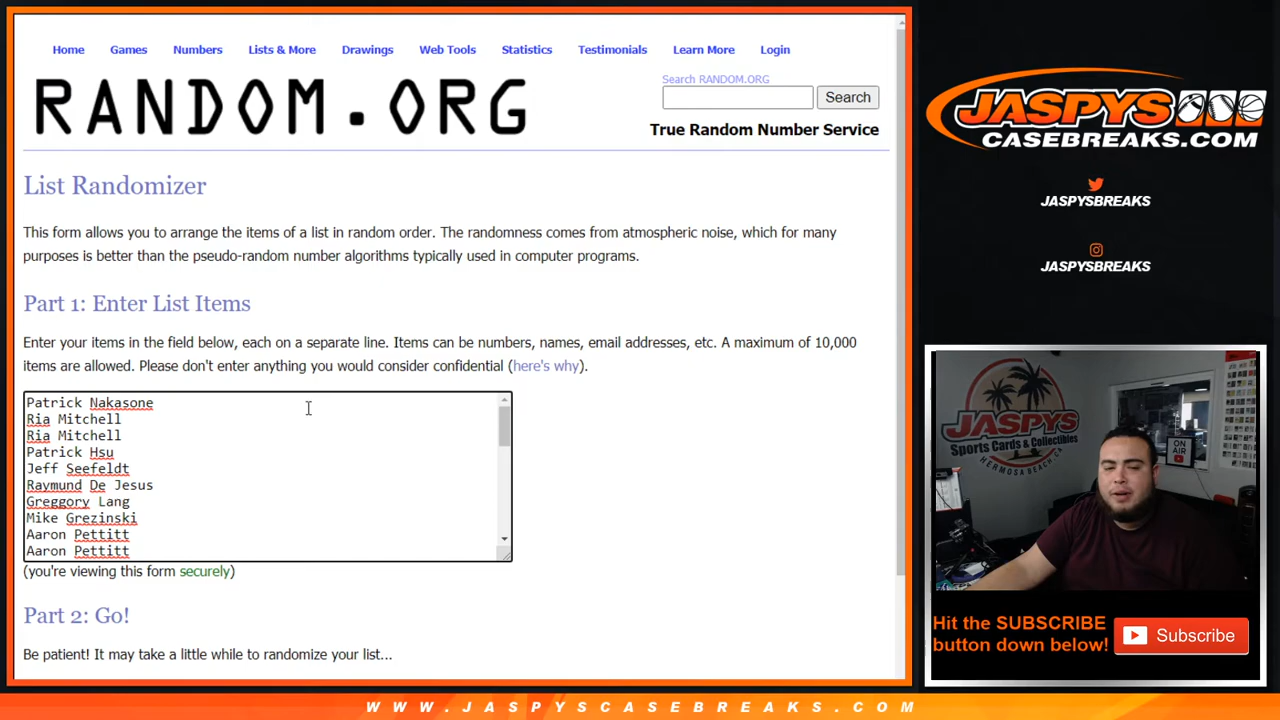 Home Games Numbers Lists & More Drawings Web Tools Statistics Testimonials Learn More Login
RANDOM.ORG
Search RANDOM.ORG
Search
True Random Number Service
List Randomizer
This form allows you to arrange the items of a list in random order. The randomness comes from atmospheric noise, which for many
purposes is better than the pseudo-random number algorithms typically used in computer programs.
Part 1: Enter List Items
Enter your items in the field below, each on a separate line. Items can be numbers, names, email addresses, etc. A maximum of 10,000
items are allowed. Please don't enter anything you would consider confidential (here's why).
Patrick Nakasone
Ria Mitchell
Ria Mitchell
Patrick Hsu
Jeff Seefeldt
Raymund De Jesus
Greggory Lang
Mike Grezinski
Aaron Pettitt
Aaron Pettitt
(you're viewing this form securely)
Part 2: Go!
Be patient! It may take a little while to randomize your list...
JASPYS
CASEBREAKS.COM
JASPYSBREAKS
JASPYSBREAKS
JASPYS
Sports Cards & Collectibles
HERMOSA BEACH, CA
ON AIR
Hit the SUBSCRIBE
button down below!
Subscribe
WWW.JASPYSCASEBREAKS.COM